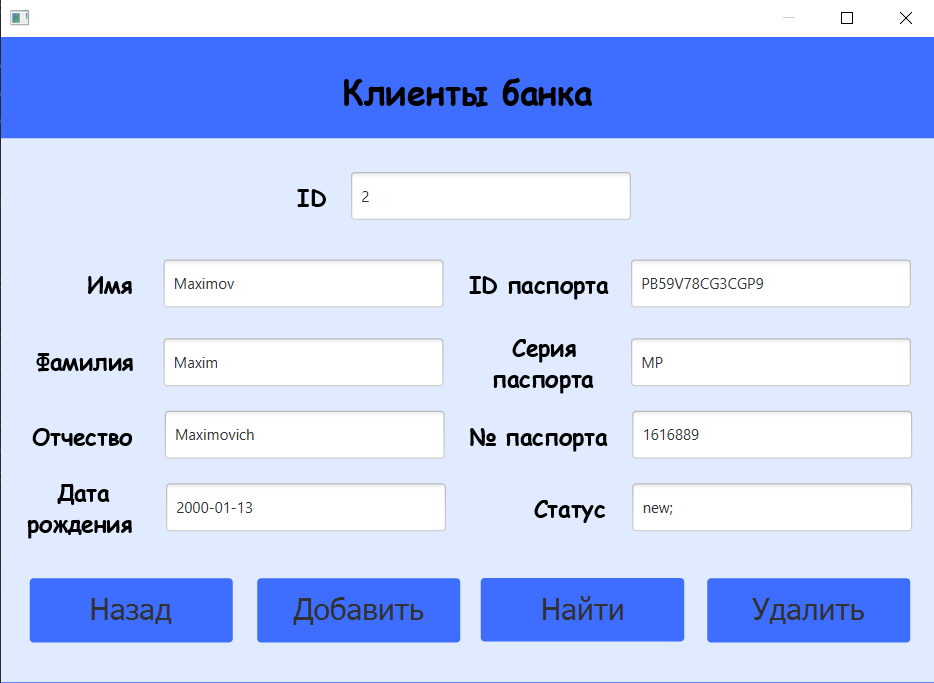 Клиенты банка
ID 2
Имя Maximov ID паспорта PB59V78CG3CGP9
Фамилия Maxim Серия
паспорта MP
Отчество Maximovich № паспорта 1616889
Дата
рождения 2000-01-13 Статус new;
Назад Добавить Найти Удалить